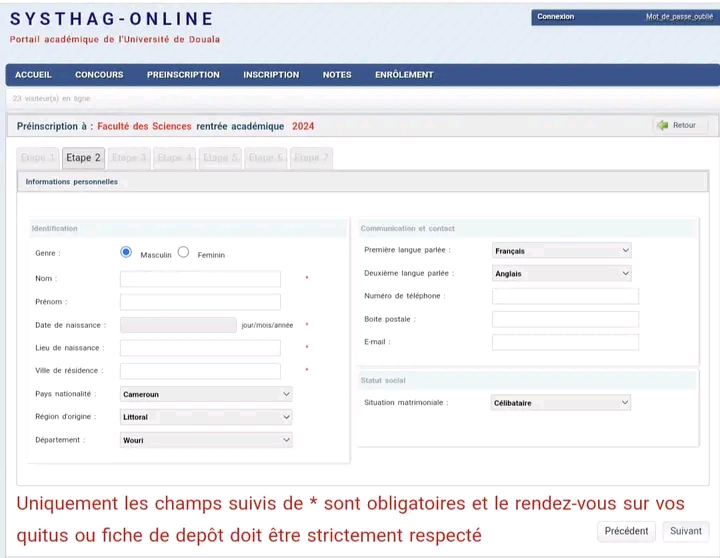 SYSTHAG-ONLINE
Portail académique de l'Université de Douala
Connexion
Mot de passe oublié
ACCUEIL CONCOURS PREINSCRIPTION INSCRIPTION NOTES ENRÔLEMENT
23 visiteur(s) en ligne
Préinscription à : Faculté des Sciences rentrée académique 2024
Retour
Etape 1 Etape 2 Etape 3 Etape 4 Etape 5 Etape 6 Etape 7
Informations personnelles
Identification
Genre : Masculin Feminin
Nom : *
Prénom :
Date de naissance : jour/mois/année *
Lieu de naissance : *
Ville de résidence : *
Pays nationalité : Cameroun
Région d'origine : Littoral
Département : Wouri
Communication et contact
Première langue parlée : Français
Deuxième langue parlée : Anglais
Numéro de téléphone :
Boite postale :
E-mail :
Statut social
Situation matrimoniale : Célibataire
Uniquement les champs suivis de * sont obligatoires et le rendez-vous sur vos
quitus ou fiche de depôt doit être strictement respecté
Précédent Suivant